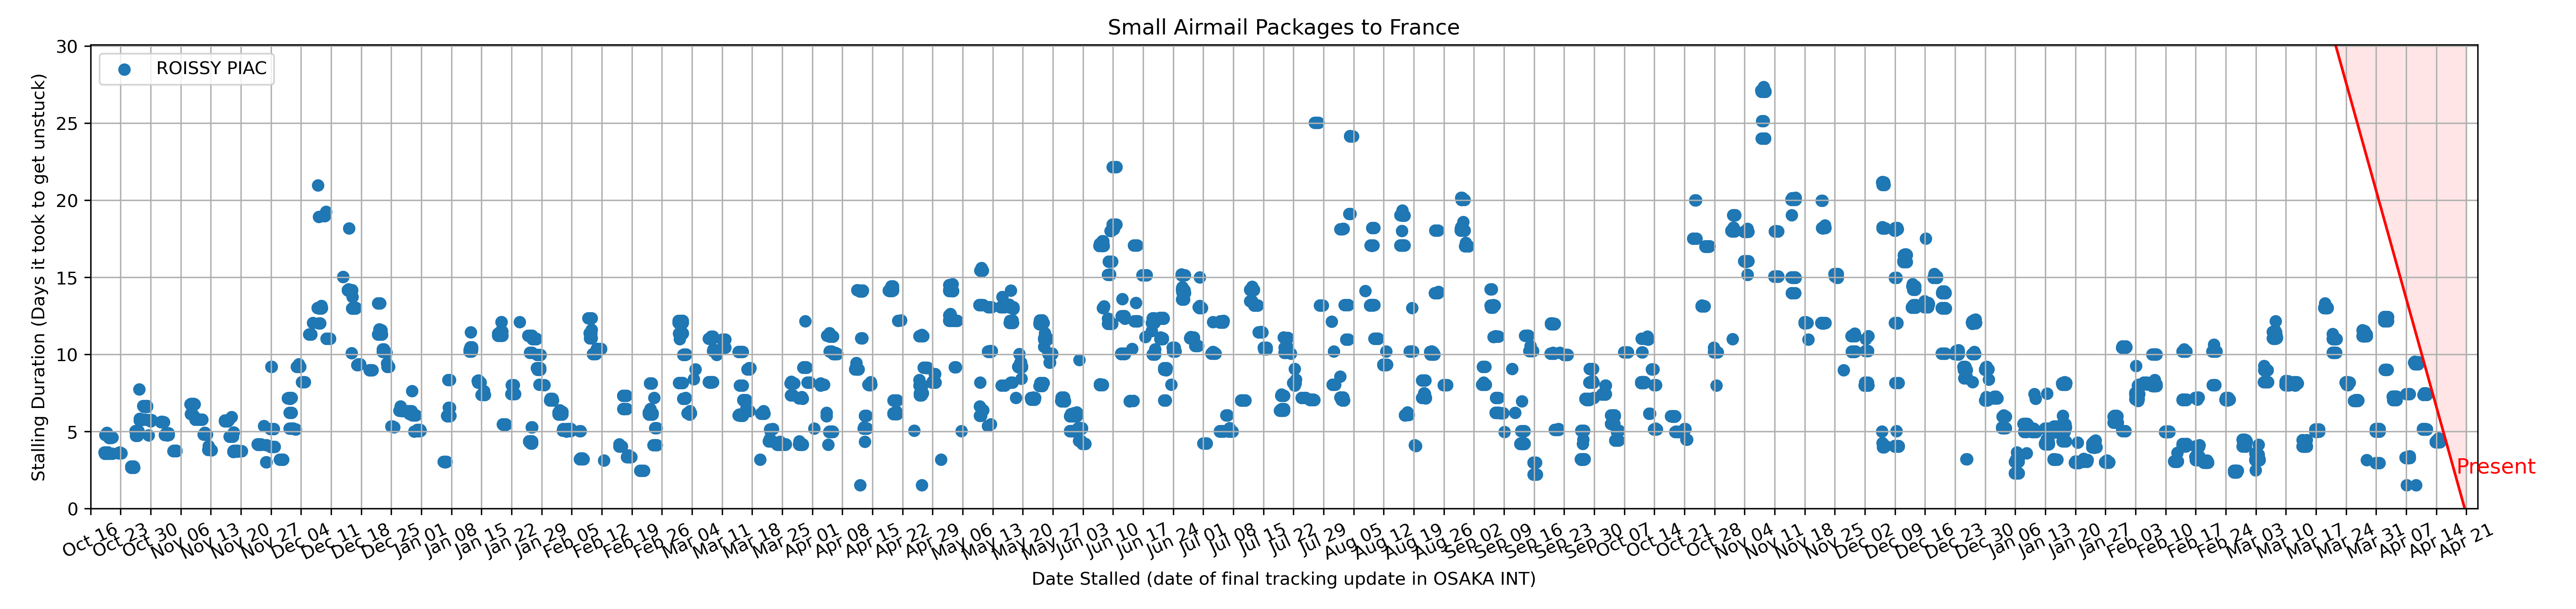 Small Airmail Packages to France
ROISSY PIAC
Stalling Duration (Days it took to get unstuck)
30
25
20
15
10
5
0
Present
Oct 16 Oct 23 Oct 30 Nov 06 Nov 13 Nov 20 Nov 27 Dec 04 Dec 11 Dec 18 Dec 25 Jan 01 Jan 08 Jan 15 Jan 22 Jan 29 Feb 05 Feb 12 Feb 19 Feb 26 Mar 04 Mar 11 Mar 18 Mar 25 Apr 01 Apr 08 Apr 15 Apr 22 Apr 29 May 06 May 13 May 20 May 27 Jun 03 Jun 10 Jun 17 Jun 24 Jul 01 Jul 08 Jul 15 Jul 22 Jul 29 Aug 05 Aug 12 Aug 19 Aug 26 Sep 02 Sep 09 Sep 16 Sep 23 Sep 30 Oct 07 Oct 14 Oct 21 Oct 28 Nov 04 Nov 11 Nov 18 Nov 25 Dec 02 Dec 09 Dec 16 Dec 23 Dec 30 Jan 06 Jan 13 Jan 20 Jan 27 Feb 03 Feb 10 Feb 17 Feb 24 Mar 03 Mar 10 Mar 17 Mar 24 Mar 31 Apr 07 Apr 14 Apr 21
Date Stalled (date of final tracking update in OSAKA INT)